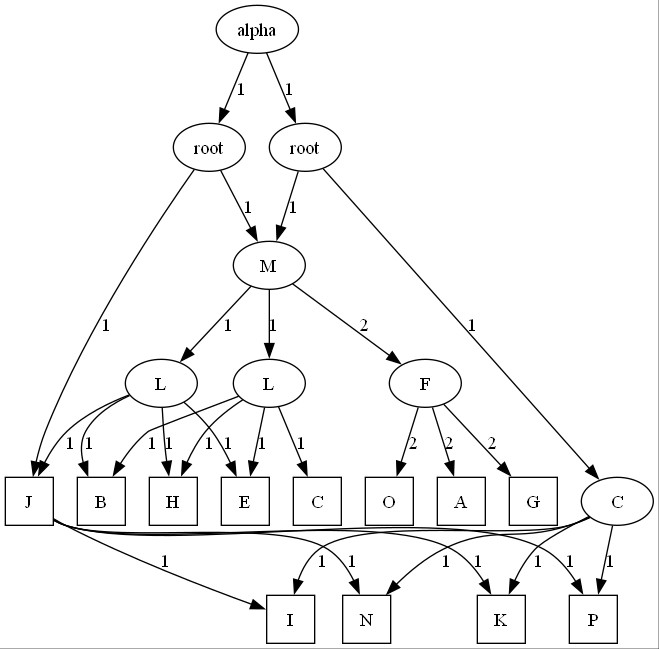 alpha
1 1
root root
1 1
M
1 1 1 2
1
L L F
1 1 1 1 1 1 1 1 2 2 2
J B H E C O A G C
1 1 1 1 1 1 1 1
I N K P